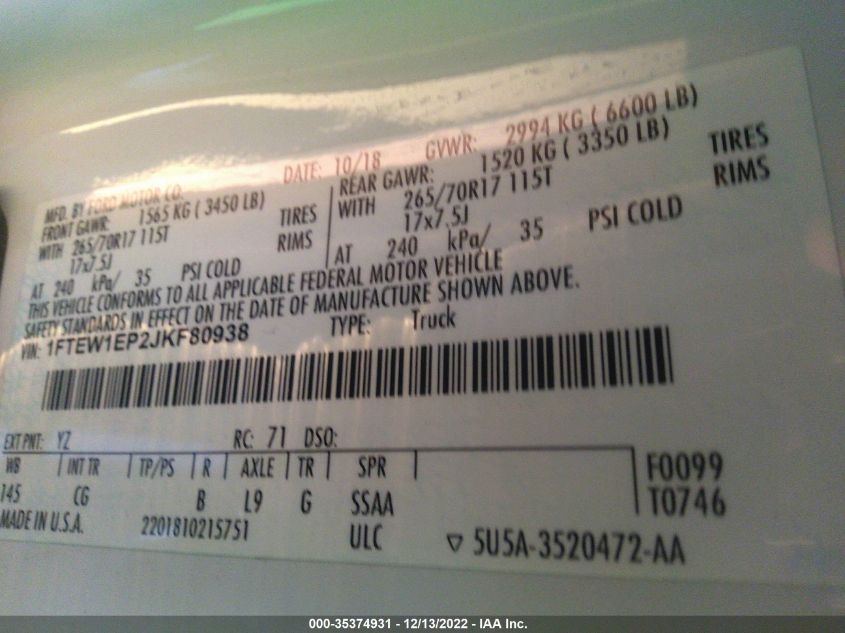 MFD. BY FORD MOTOR CO. DATE: 10/18 GVWR: 2994 KG ( 6600 LB)
FRONT GAWR: 1565 KG ( 3450 LB) REAR GAWR: 1520 KG ( 3350 LB)
WITH 265/70R17 115T TIRES WITH 265/70R17 115T TIRES
17x7.5J RIMS 17x7.5J RIMS
AT 240 kPa/ 35 PSI COLD AT 240 kPa/ 35 PSI COLD
THIS VEHICLE CONFORMS TO ALL APPLICABLE FEDERAL MOTOR VEHICLE
SAFETY STANDARDS IN EFFECT ON THE DATE OF MANUFACTURE SHOWN ABOVE.
VIN: 1FTEW1EP2JKF80938 TYPE: Truck
EXT PNT: YZ RC: 71 DSO:
WB INT TR TP/PS R AXLE TR SPR F0099
145 CG B L9 G SSAA T0746
MADE IN U.S.A. 2201810215751 ULC 5U5A-3520472-AA
000-35374931 - 12/13/2022 - IAA Inc.